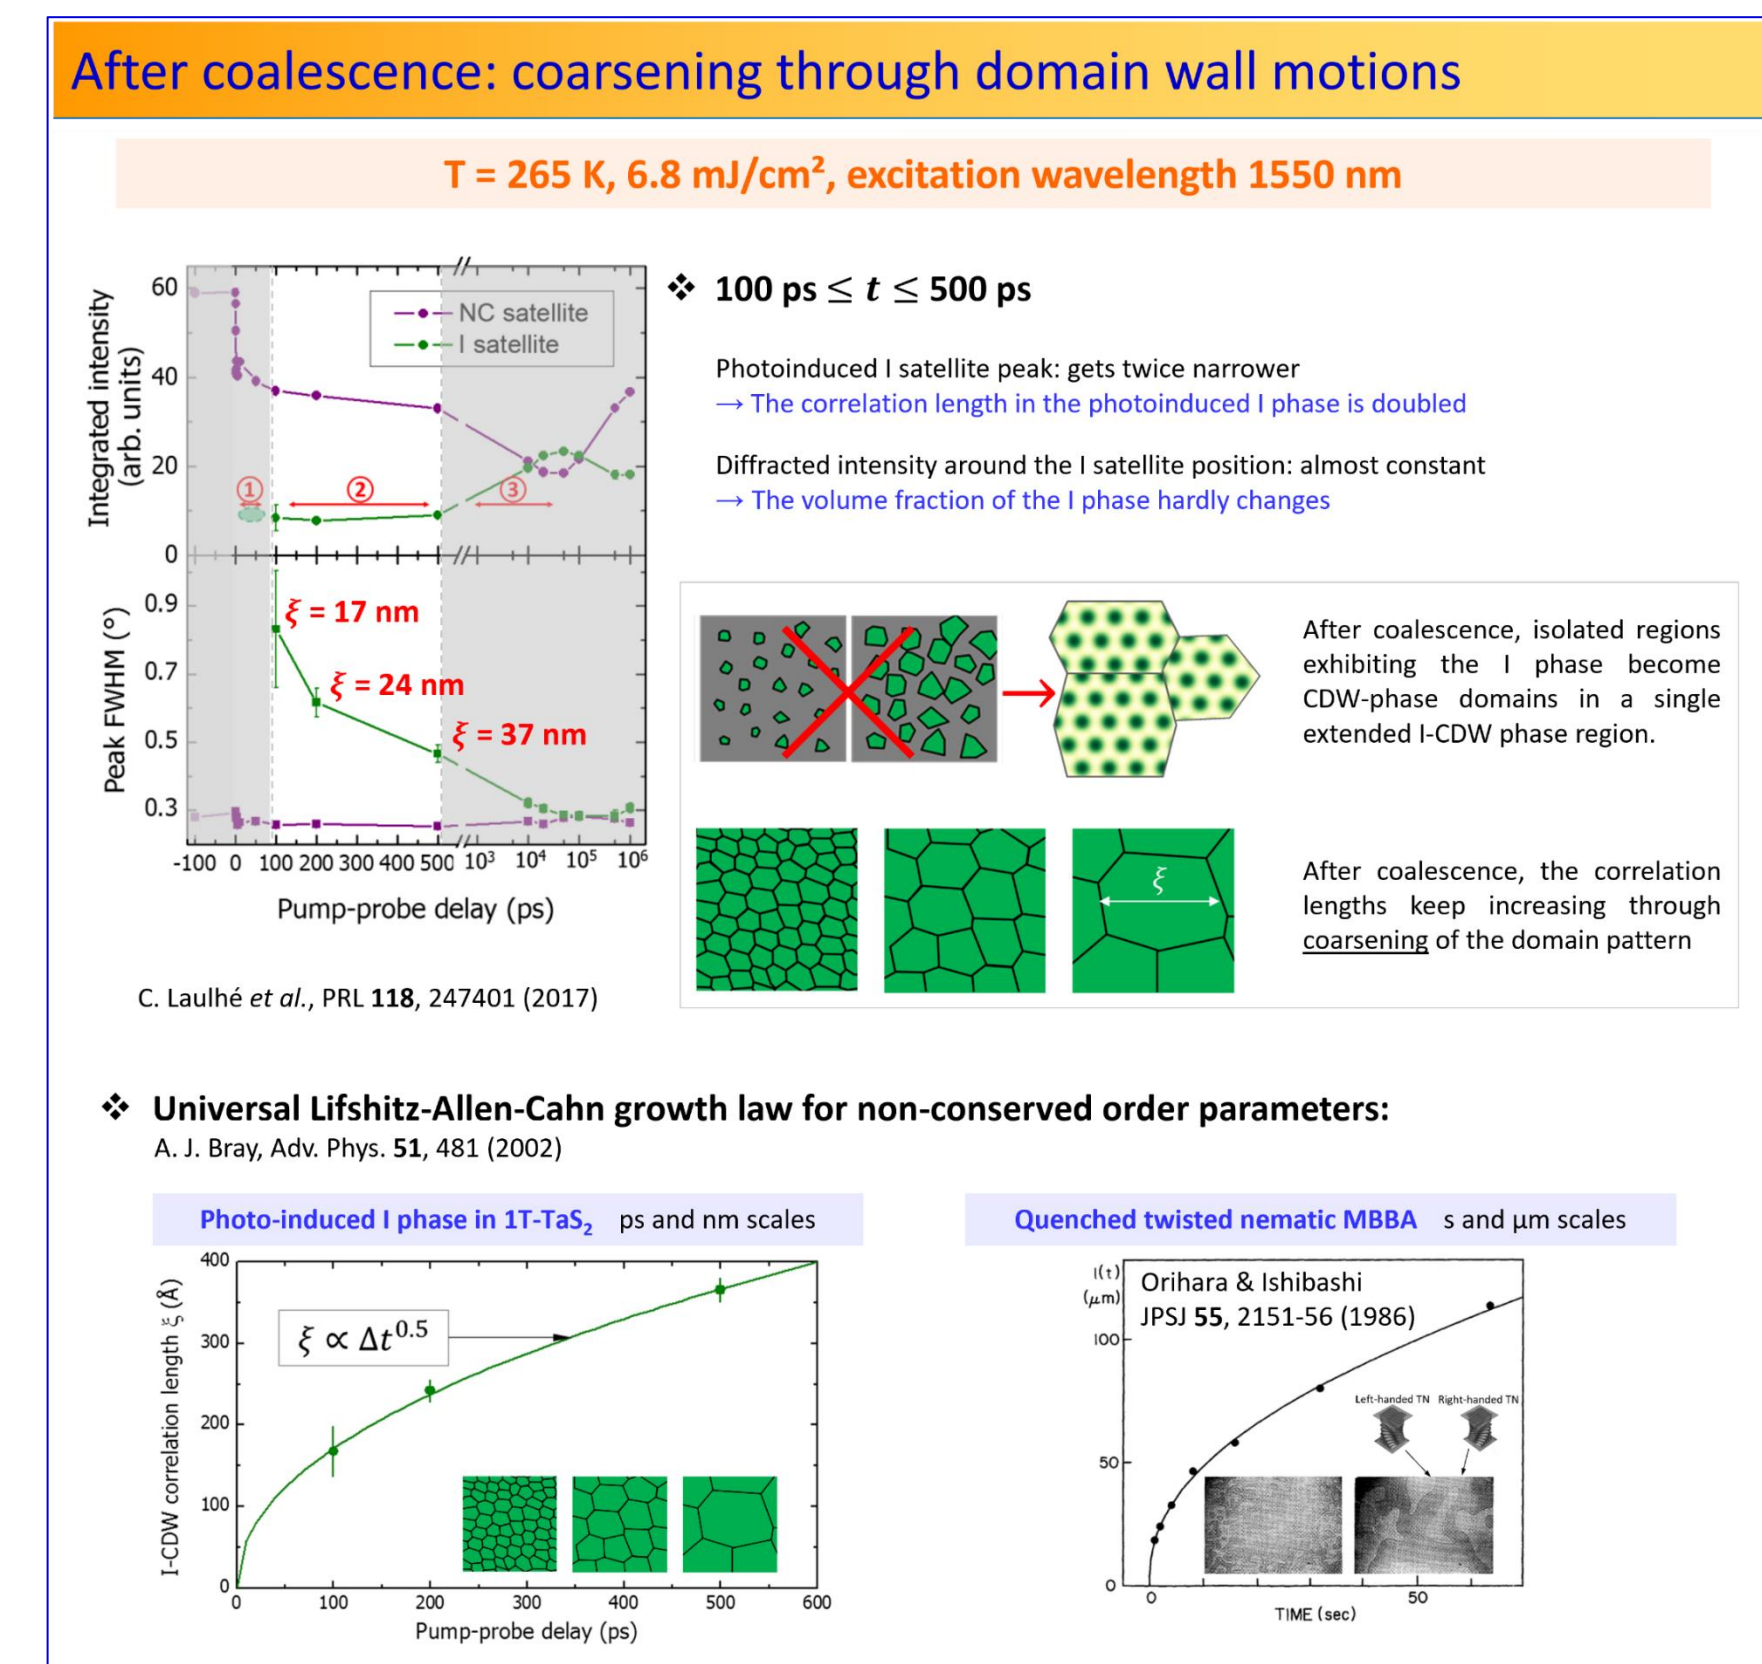 After coalescence: coarsening through domain wall motions
T = 265 K, 6.8 mJ/cm², excitation wavelength 1550 nm
Integrated intensity
(arb. units)
60
40
20
0
NC satellite
I satellite
①
②
③
Peak FWHM (°)
0.9
0.7
0.5
0.3
ξ = 17 nm
ξ = 24 nm
ξ = 37 nm
-100 0 100 200 300 400 500 10³ 10⁴ 10⁵ 10⁶
Pump-probe delay (ps)
C. Laulhé et al., PRL 118, 247401 (2017)
❖ 100 ps ≤ t ≤ 500 ps
Photoinduced I satellite peak: gets twice narrower
→ The correlation length in the photoinduced I phase is doubled
Diffracted intensity around the I satellite position: almost constant
→ The volume fraction of the I phase hardly changes
After coalescence, isolated regions
exhibiting the I phase become
CDW-phase domains in a single
extended I-CDW phase region.
ξ
After coalescence, the correlation
lengths keep increasing through
coarsening of the domain pattern
❖ Universal Lifshitz-Allen-Cahn growth law for non-conserved order parameters:
A. J. Bray, Adv. Phys. 51, 481 (2002)
Photo-induced I phase in 1T-TaS₂ ps and nm scales
I-CDW correlation length ξ (Å)
400
300
200
100
0
ξ ∝ Δt⁰·⁵
0 100 200 300 400 500 600
Pump-probe delay (ps)
Quenched twisted nematic MBBA s and µm scales
l(t)
(µm)
100
50
0
Orihara & Ishibashi
JPSJ 55, 2151-56 (1986)
Left-handed TN Right-handed TN
0 50
TIME (sec)